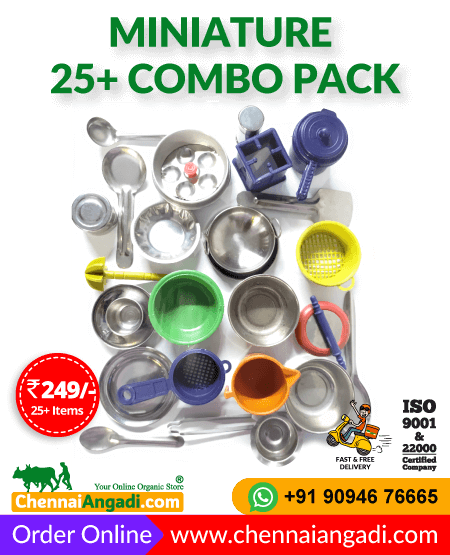 MINIATURE
25+ COMBO PACK
₹249/-
25+ Items
FAST & FREE
DELIVERY
ISO
9001
&
22000
Certified
Company
Your Online Organic Store
®
ChennaiAngadi.com
+91 90946 76665
Order Online
www.chennaiangadi.com